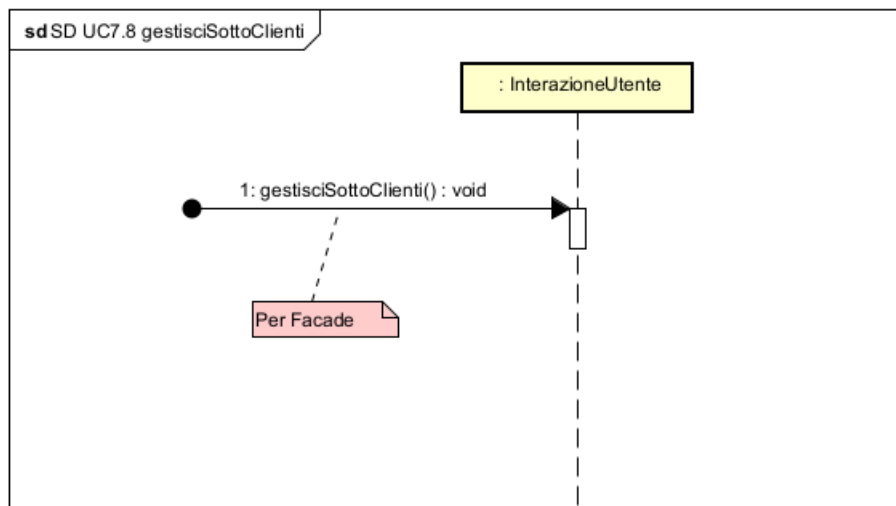 sd SD UC7.8 gestisciSottoClienti
: InterazioneUtente
1: gestisciSottoClienti() : void
Per Facade